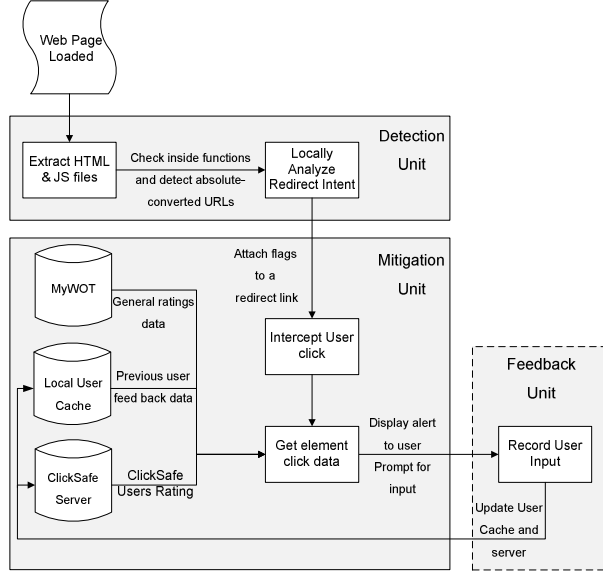 Web Page
Loaded
Detection
Unit
Extract HTML
& JS files
Check inside functions
and detect absolute-
converted URLs
Locally
Analyze
Redirect Intent
Attach flags
to a
redirect link
Mitigation
Unit
MyWOT
General ratings
data
Intercept User
click
Local User
Cache
Previous user
feed back data
Feedback
Unit
ClickSafe
Server
ClickSafe
Users Rating
Get element
click data
Display alert
to user
Prompt for
input
Record User
Input
Update User
Cache and
server